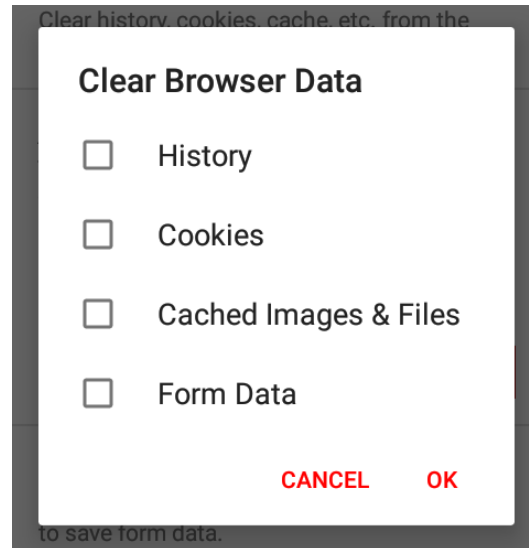 Clear history, cookies, cache, etc. from the
Clear Browser Data
History
Cookies
Cached Images & Files
Form Data
CANCEL OK
to save form data.